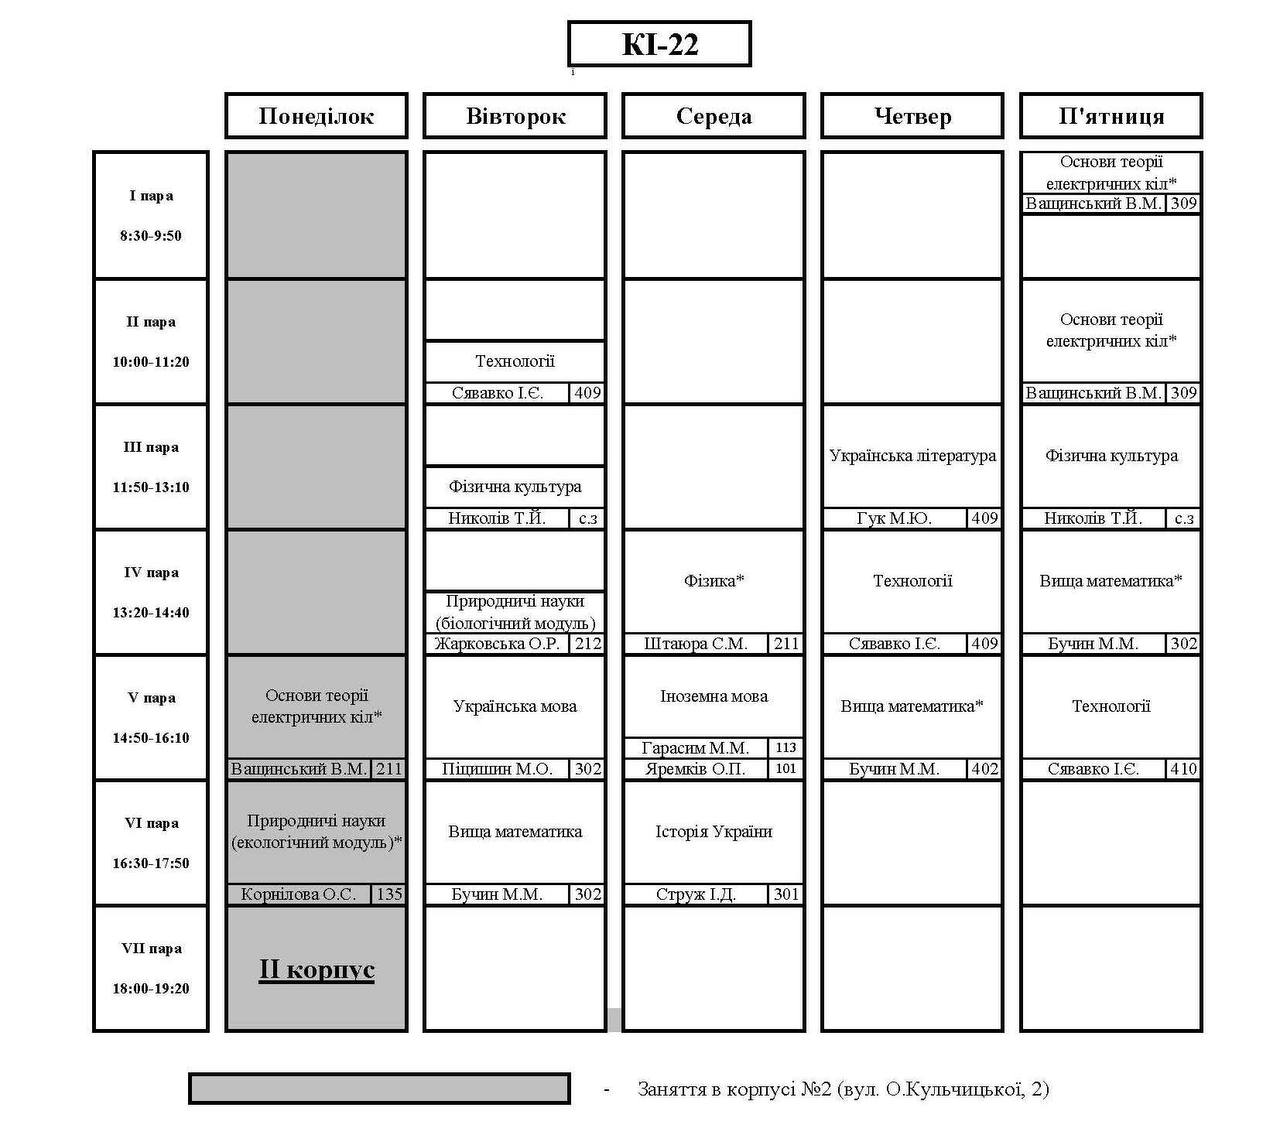 КІ-22
і
Понеділок
Вівторок
Середа
Четвер
П'ятниця
І пара
8:30-9:50
Основи теорії
електричних кіл*
Ващинський В.М. 309
ІІ пара
10:00-11:20
Технології
Сявавко І.Є. 409
Основи теорії
електричних кіл*
Ващинський В.М. 309
ІІІ пара
11:50-13:10
Фізична культура
Николів Т.Й. с.з
Українська література
Гук М.Ю. 409
Фізична культура
Николів Т.Й. с.з
IV пара
13:20-14:40
Природничі науки
(біологічний модуль)
Жарковська О.Р. 212
Фізика*
Штаюра С.М. 211
Технології
Сявавко І.Є. 409
Вища математика*
Бучин М.М. 302
V пара
14:50-16:10
Основи теорії
електричних кіл*
Ващинський В.М. 211
Українська мова
Піцишин М.О. 302
Іноземна мова
Гарасим М.М. 113
Яремків О.П. 101
Вища математика*
Бучин М.М. 402
Технології
Сявавко І.Є. 410
VI пара
16:30-17:50
Природничі науки
(екологічний модуль)*
Корнілова О.С. 135
Вища математика
Бучин М.М. 302
Історія України
Струж І.Д. 301
VII пара
18:00-19:20
ІІ корпус
- Заняття в корпусі №2 (вул. О.Кульчицької, 2)